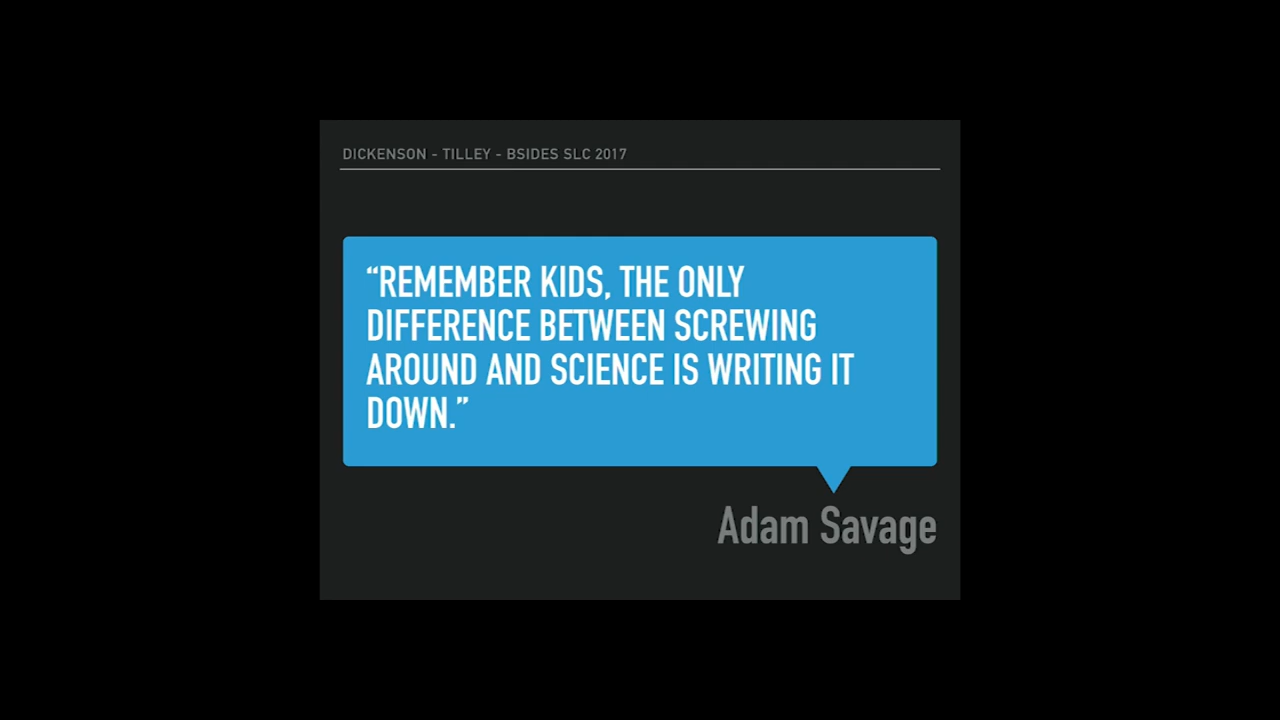 DICKENSON - TILLEY - BSIDES SLC 2017
“REMEMBER KIDS, THE ONLY
DIFFERENCE BETWEEN SCREWING
AROUND AND SCIENCE IS WRITING IT
DOWN.”
Adam Savage